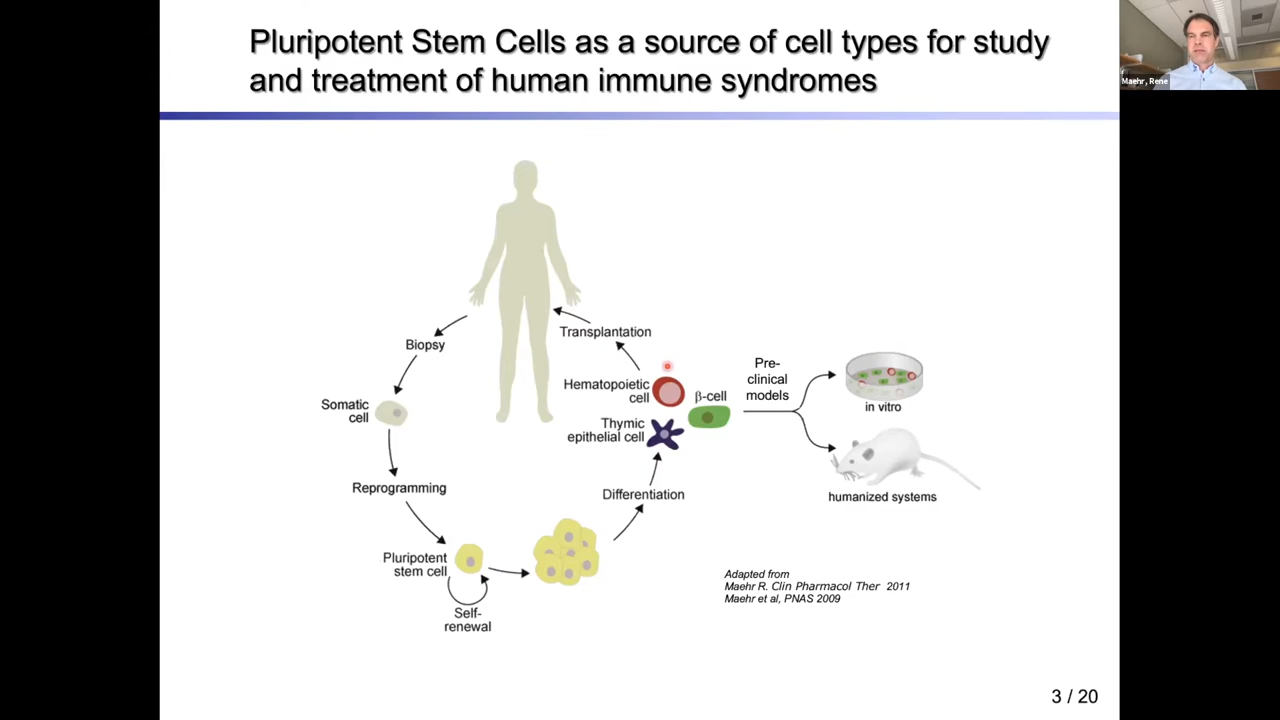 Pluripotent Stem Cells as a source of cell types for study
and treatment of human immune syndromes
Maehr, Rene
Transplantation
Biopsy
Hematopoietic
cell
β-cell
Pre-
clinical
models
in vitro
Somatic
cell
Thymic
epithelial cell
Reprogramming
Differentiation
humanized systems
Pluripotent
stem cell
Self-
renewal
Adapted from
Maehr R. Clin Pharmacol Ther 2011
Maehr et al, PNAS 2009
3 / 20